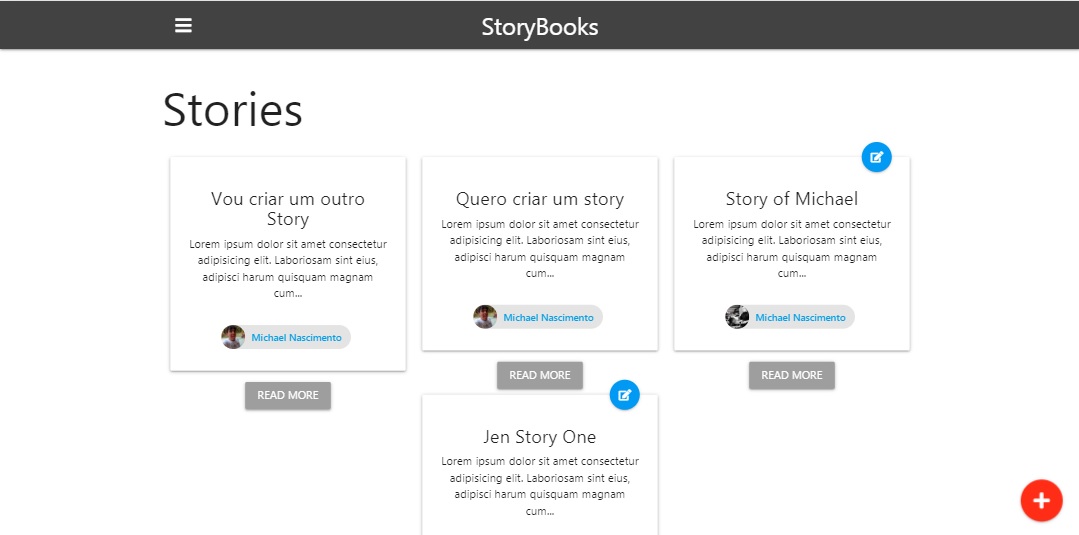 StoryBooks
Stories
Vou criar um outro
Story
Lorem ipsum dolor sit amet consectetur
adipisicing elit. Laboriosam sint eius,
adipisci harum quisquam magnam
cum...
Michael Nascimento
READ MORE
Quero criar um story
Lorem ipsum dolor sit amet consectetur
adipisicing elit. Laboriosam sint eius,
adipisci harum quisquam magnam
cum...
Michael Nascimento
READ MORE
Story of Michael
Lorem ipsum dolor sit amet consectetur
adipisicing elit. Laboriosam sint eius,
adipisci harum quisquam magnam
cum...
Michael Nascimento
READ MORE
Jen Story One
Lorem ipsum dolor sit amet consectetur
adipisicing elit. Laboriosam sint eius,
adipisci harum quisquam magnam
cum...